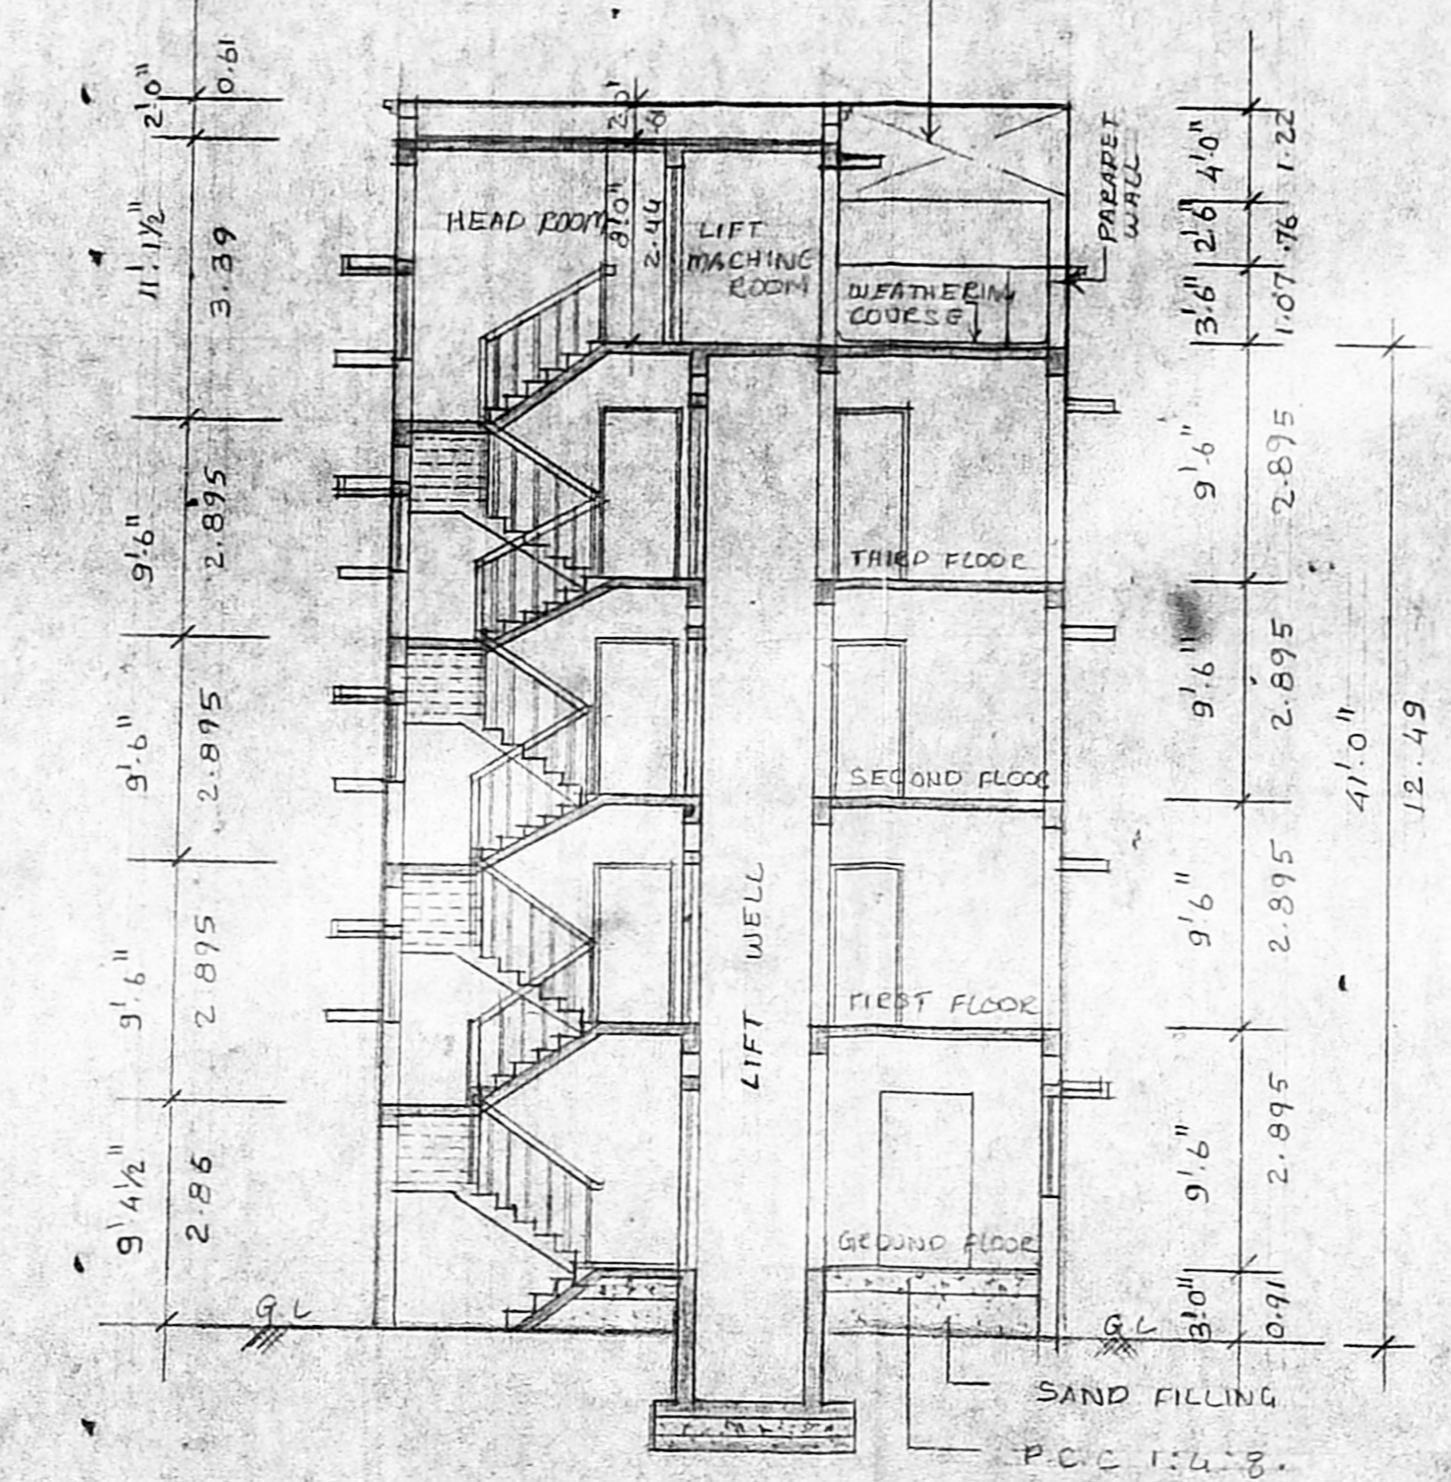 2'.0"
0.61
11'.1½"
3.39
9'.6"
2.895
9'.6"
2.895
9'.6"
2.895
9'.4½"
2.86
G.L
HEAD ROOM
8'.0"
2.44
LIFT
MACHINE
ROOM
WEATHERING
COURSE
PARAPET
WALL
THIRD FLOOR
SECOND FLOOR
FIRST FLOOR
GROUND FLOOR
LIFT WELL
4'.0"
1.22
2'.6"
.76
3'.6"
1.07
9'.6"
2.895
9'.6"
2.895
9'.6"
2.895
9'.6"
2.895
3'.0"
0.91
41'.0"
12.49
G.L
SAND FILLING
P.C.C 1:4:8.